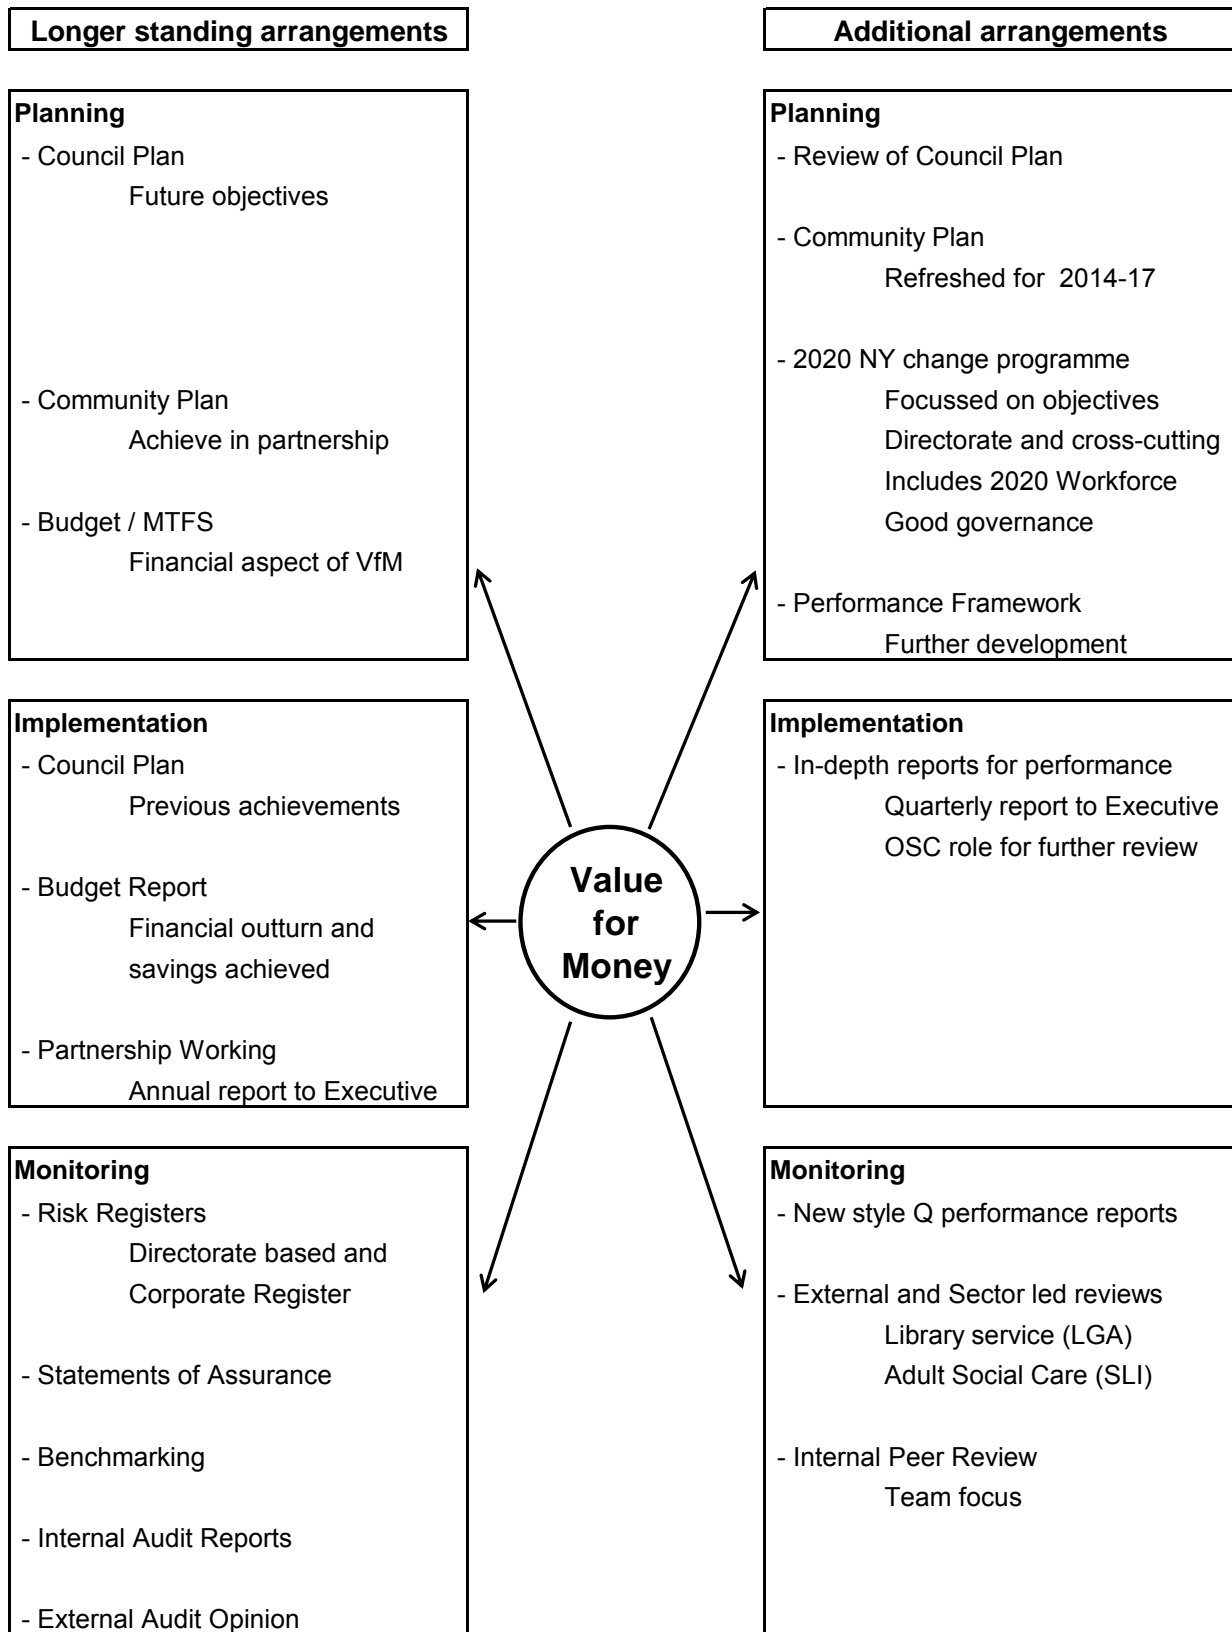 Longer standing arrangements
Planning
- Council Plan
Future objectives
- Community Plan
Achieve in partnership
- Budget / MTFS
Financial aspect of VfM
Implementation
- Council Plan
Previous achievements
- Budget Report
Financial outturn and
savings achieved
- Partnership Working
Annual report to Executive
Monitoring
- Risk Registers
Directorate based and
Corporate Register
- Statements of Assurance
- Benchmarking
- Internal Audit Reports
- External Audit Opinion
Value
for
Money
Additional arrangements
Planning
- Review of Council Plan
- Community Plan
Refreshed for 2014-17
- 2020 NY change programme
Focussed on objectives
Directorate and cross-cutting
Includes 2020 Workforce
Good governance
- Performance Framework
Further development
Implementation
- In-depth reports for performance
Quarterly report to Executive
OSC role for further review
Monitoring
- New style Q performance reports
- External and Sector led reviews
Library service (LGA)
Adult Social Care (SLI)
- Internal Peer Review
Team focus